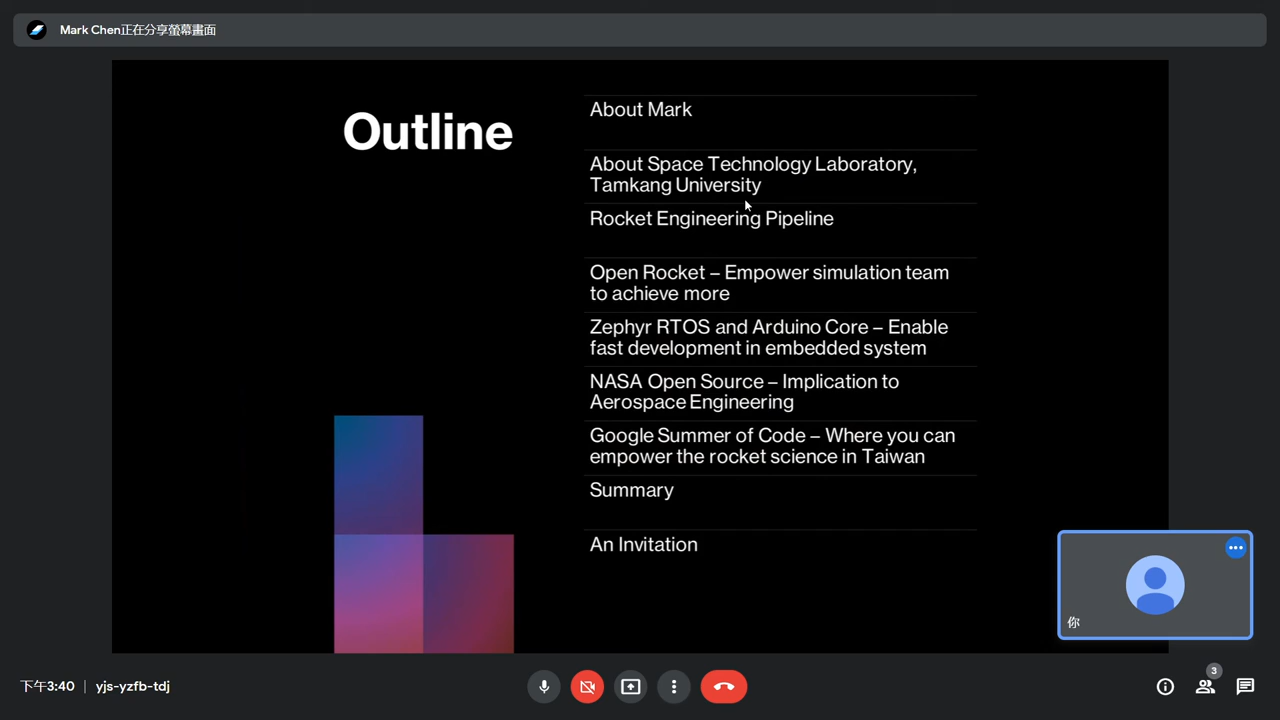 Mark Chen正在分享螢幕畫面
Outline
About Mark
About Space Technology Laboratory,
Tamkang University
Rocket Engineering Pipeline
Open Rocket – Empower simulation team
to achieve more
Zephyr RTOS and Arduino Core – Enable
fast development in embedded system
NASA Open Source – Implication to
Aerospace Engineering
Google Summer of Code – Where you can
empower the rocket science in Taiwan
Summary
An Invitation
你
下午3:40 | yjs-yzfb-tdj
3